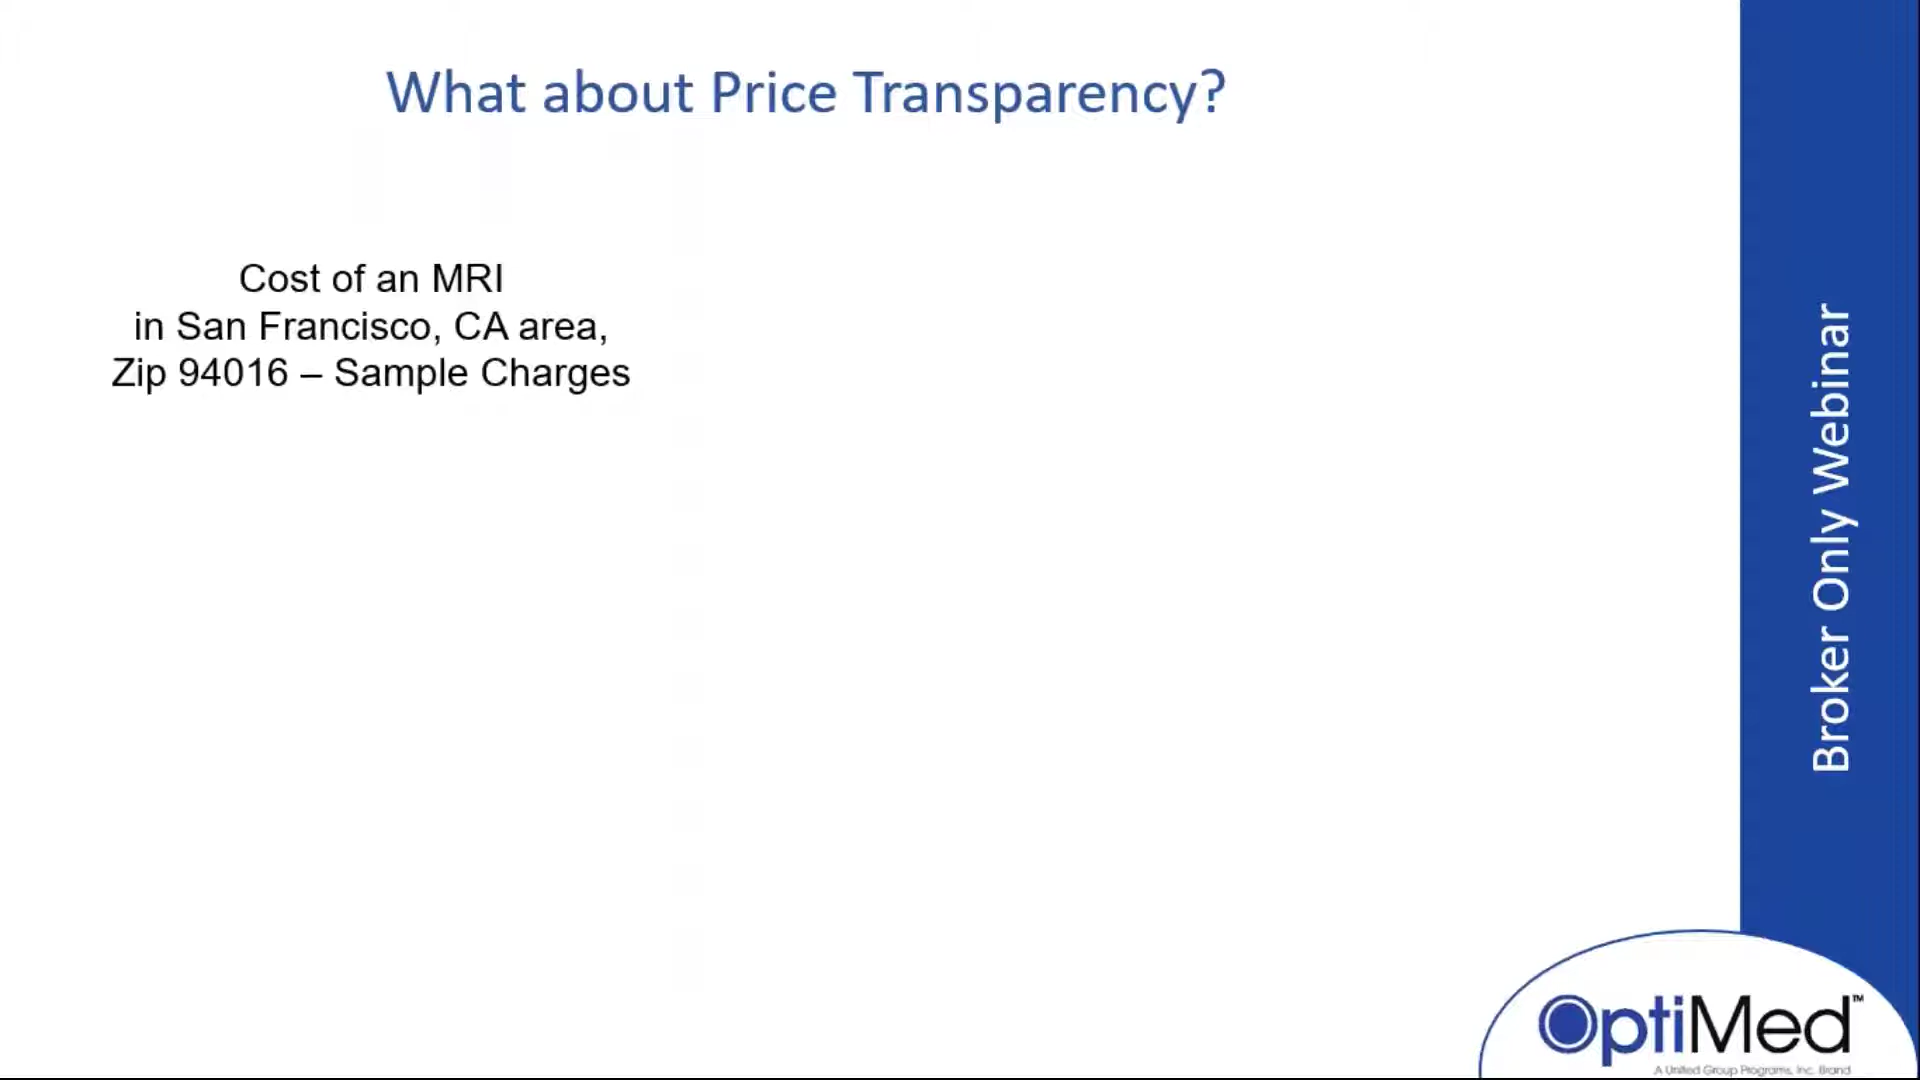 What about Price Transparency?
Cost of an MRI
in San Francisco, CA area,
Zip 94016 – Sample Charges
Broker Only Webinar
OptiMed™
A United Group Programs, Inc. Brand